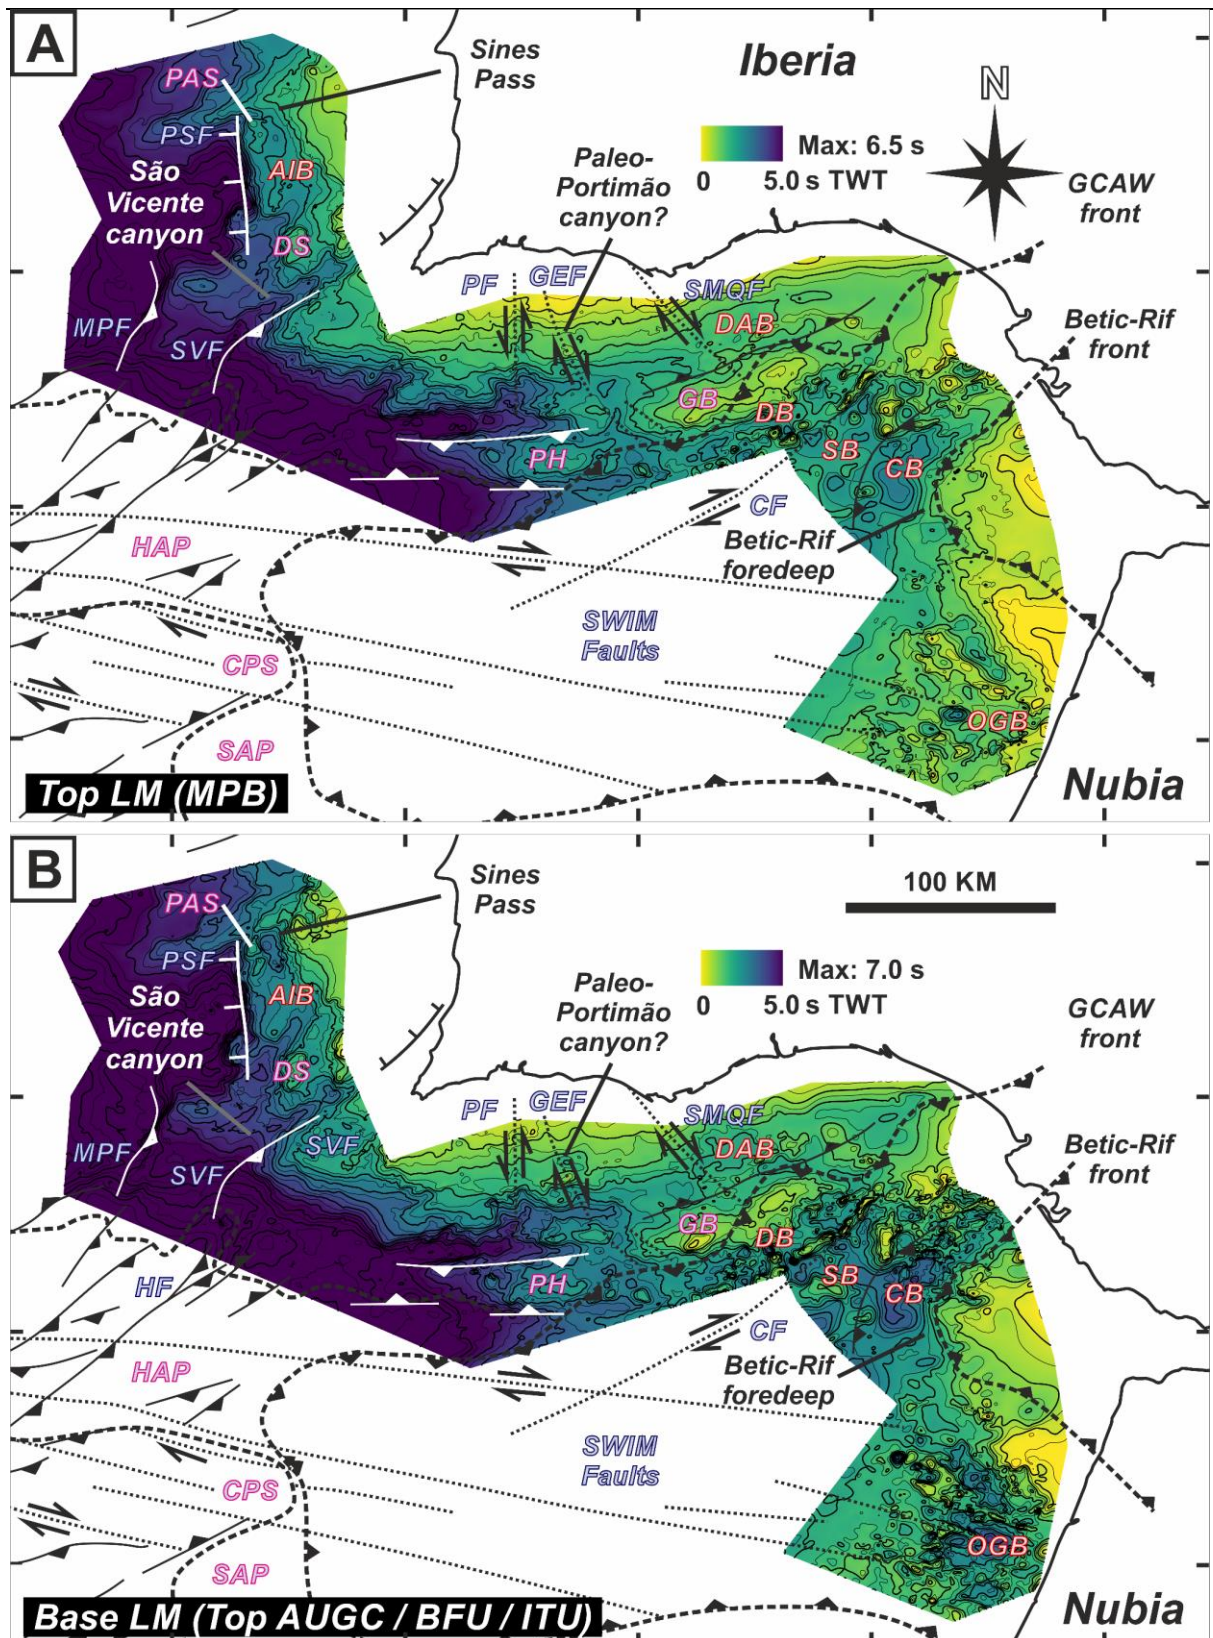 A
Iberia
Sines
Pass
N
PAS
PSF
São
Vicente
canyon
AIB
DS
Paleo-
Portimão
canyon?
Max: 6.5 s
0
5.0 s TWT
GCAW
front
PF
GEF
SMQF
DAB
Betic-Rif
front
MPF
SVF
GB
DB
SB
CB
PH
CF
Betic-Rif
foredeep
HAP
SWIM
Faults
CPS
SAP
OGB
Top LM (MPB)
Nubia
B
Sines
Pass
100 KM
PAS
PSF
São
Vicente
canyon
AIB
DS
Paleo-
Portimão
canyon?
Max: 7.0 s
0
5.0 s TWT
GCAW
front
PF
GEF
SMQF
DAB
Betic-Rif
front
MPF
SVF
SVF
GB
DB
SB
CB
HF
PH
CF
Betic-Rif
foredeep
HAP
SWIM
Faults
CPS
SAP
OGB
Base LM (Top AUGC / BFU / ITU)
Nubia